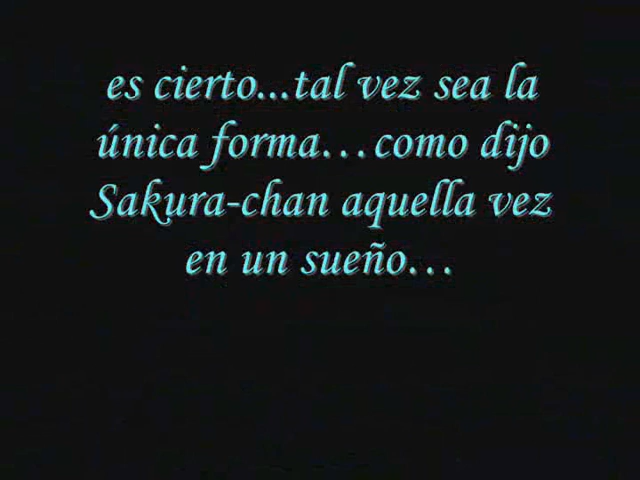 es cierto...tal vez sea la
única forma...como dijo
Sakura-chan aquella vez
en un sueño...